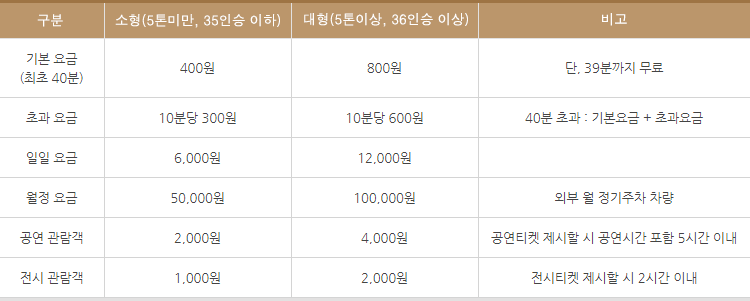 구분 소형(5톤미만, 35인승 이하) 대형(5톤이상, 36인승 이상) 비고
기본 요금
(최초 40분) 400원 800원 단, 39분까지 무료
초과 요금 10분당 300원 10분당 600원 40분 초과 : 기본요금 + 초과요금
일일 요금 6,000원 12,000원
월정 요금 50,000원 100,000원 외부 월 정기주차 차량
공연 관람객 2,000원 4,000원 공연티켓 제시할 시 공연시간 포함 5시간 이내
전시 관람객 1,000원 2,000원 전시티켓 제시할 시 2시간 이내